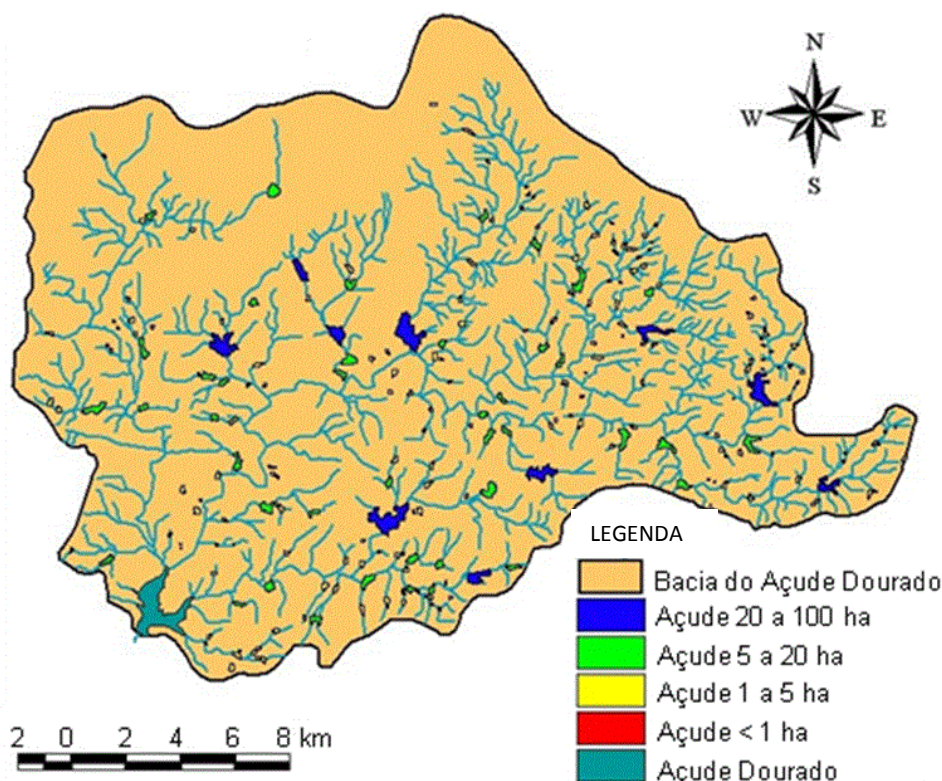 N
W E
S
LEGENDA
Bacia do Açude Dourado
Açude 20 a 100 ha
Açude 5 a 20 ha
Açude 1 a 5 ha
Açude < 1 ha
Açude Dourado
2 0 2 4 6 8 km